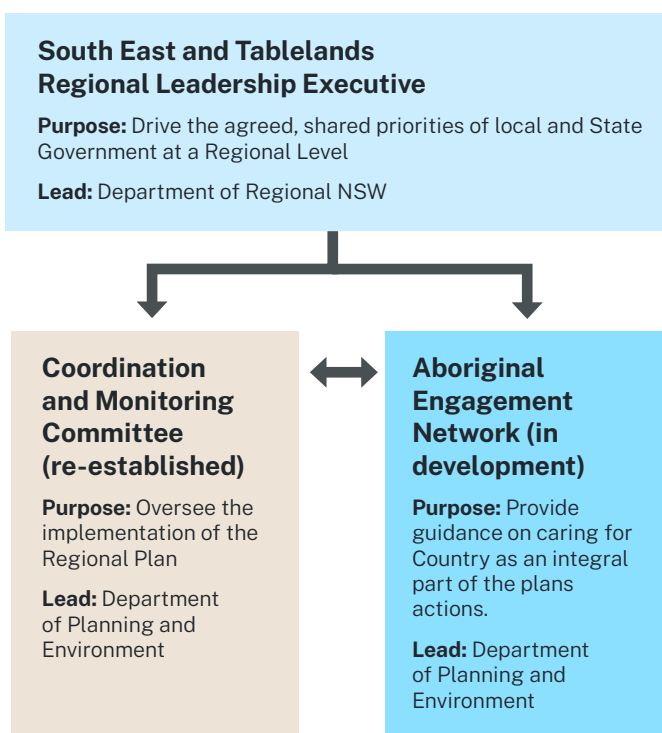 South East and Tablelands
Regional Leadership Executive
Purpose: Drive the agreed, shared priorities of local and State
Government at a Regional Level
Lead: Department of Regional NSW
Coordination
and Monitoring
Committee
(re-established)
Purpose: Oversee the
implementation of the
Regional Plan
Lead: Department
of Planning and
Environment
Aboriginal
Engagement
Network (in
development)
Purpose: Provide
guidance on caring for
Country as an integral
part of the plans
actions.
Lead: Department
of Planning and
Environment